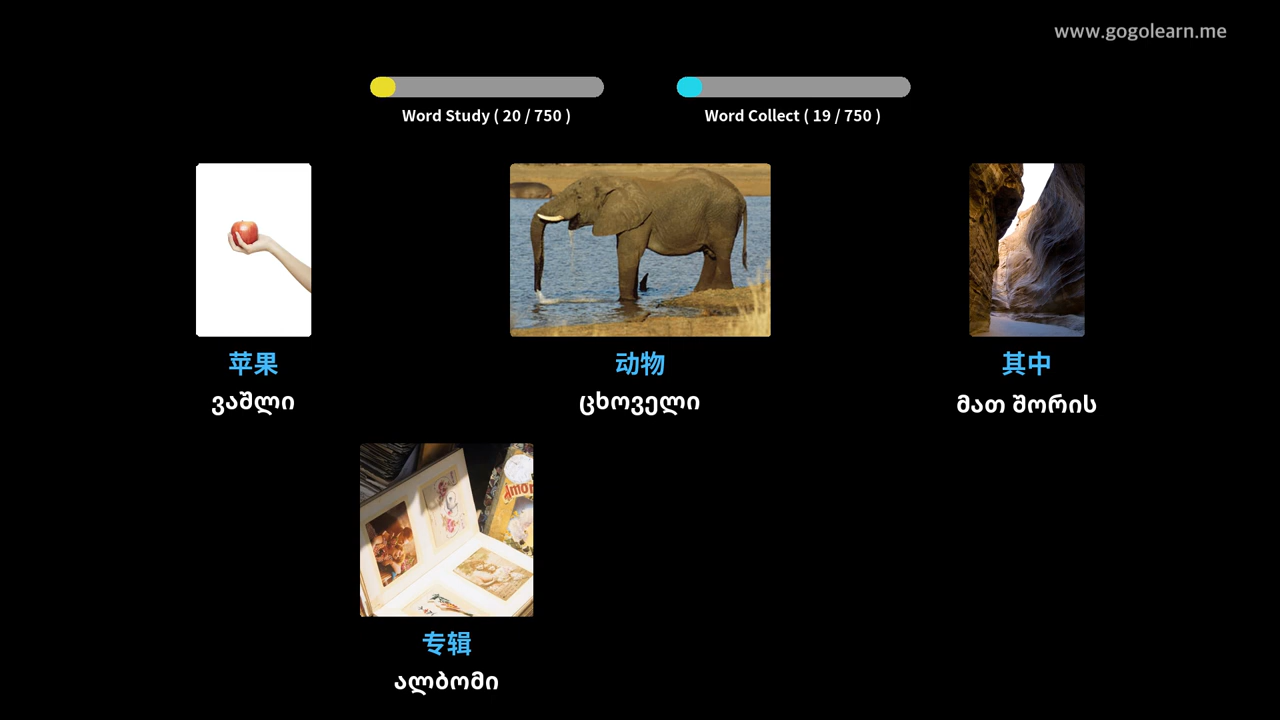 www.gogolearn.me
Word Study ( 20 / 750 )
Word Collect ( 19 / 750 )
苹果
ვაშლი
动物
ცხოველი
其中
მათ შორის
专辑
ალბომი